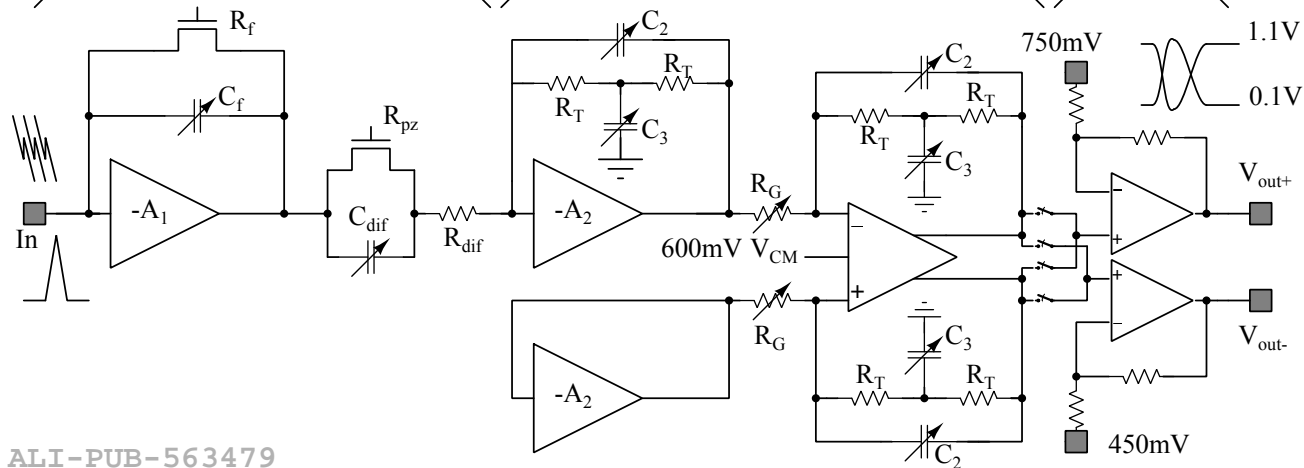 R_f
C_f
In
-A_1
R_pz
C_dif
R_dif
C_2
R_T
R_T
C_3
-A_2
R_G
600mV V_CM
-A_2
R_G
C_2
R_T
R_T
C_3
−
+
C_3
R_T
R_T
C_2
750mV
1.1V
0.1V
−
+
V_out+
+
−
V_out-
450mV
ALI-PUB-563479